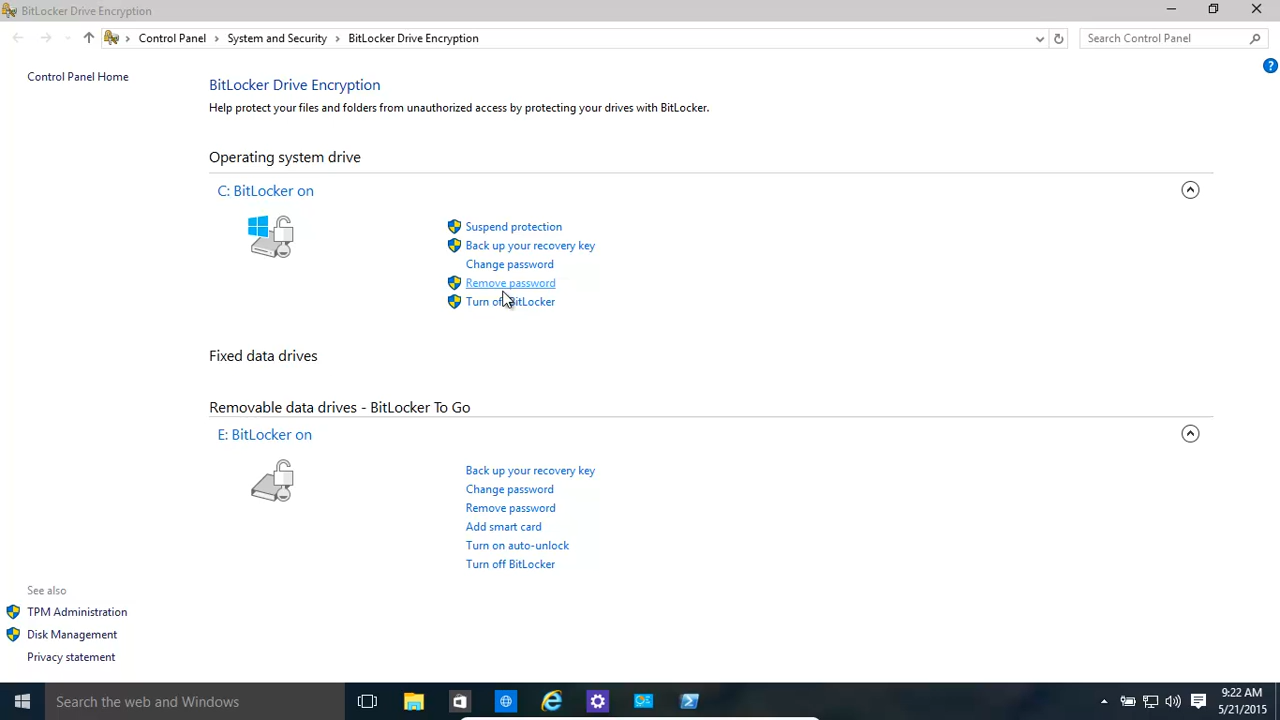 BitLocker Drive Encryption
Control Panel > System and Security > BitLocker Drive Encryption
Search Control Panel
Control Panel Home
BitLocker Drive Encryption
Help protect your files and folders from unauthorized access by protecting your drives with BitLocker.
Operating system drive
C: BitLocker on
Suspend protection
Back up your recovery key
Change password
Remove password
Turn off BitLocker
Fixed data drives
Removable data drives - BitLocker To Go
E: BitLocker on
Back up your recovery key
Change password
Remove password
Add smart card
Turn on auto-unlock
Turn off BitLocker
See also
TPM Administration
Disk Management
Privacy statement
Search the web and Windows
9:22 AM
5/21/2015